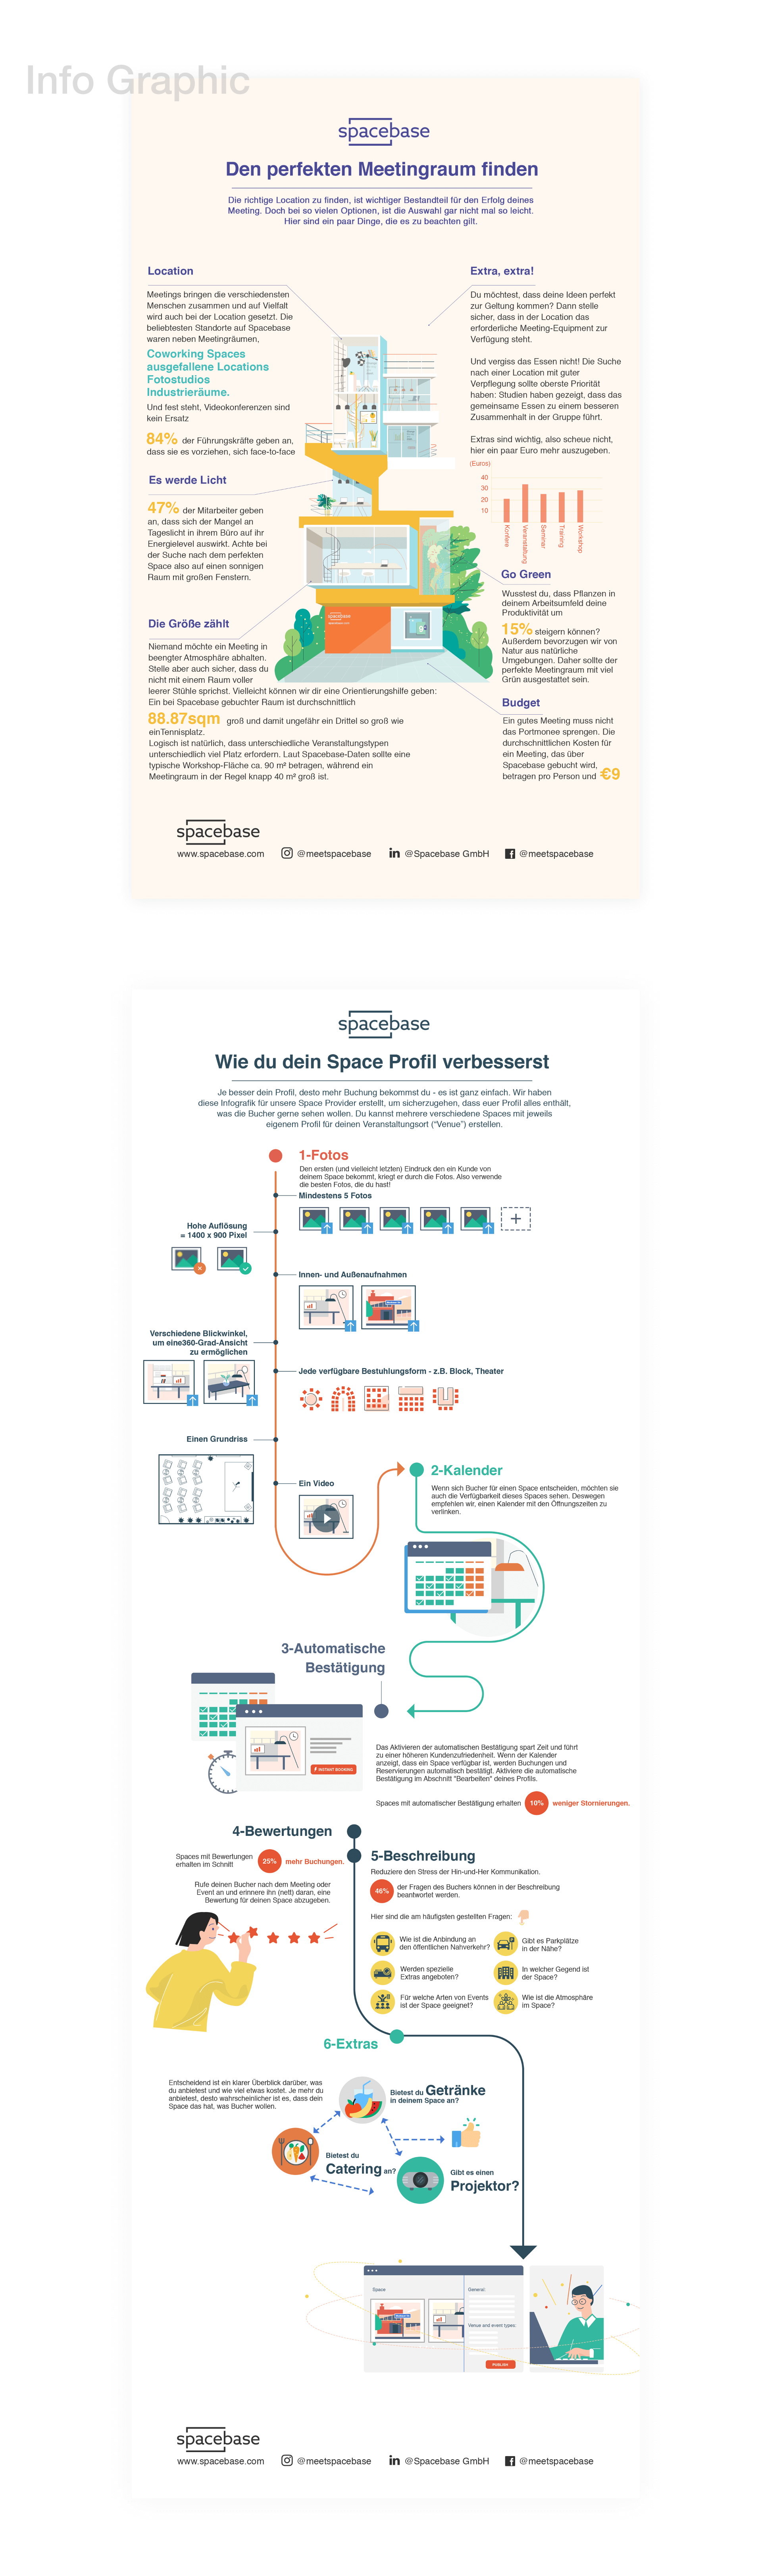 Info Graphic
spacebase
Den perfekten Meetingraum finden
Die richtige Location zu finden, ist wichtiger Bestandteil für den Erfolg deines
Meeting. Doch bei so vielen Optionen, ist die Auswahl gar nicht mal so leicht.
Hier sind ein paar Dinge, die es zu beachten gilt.
Location
Meetings bringen die verschiedensten
Menschen zusammen und auf Vielfalt
wird auch bei der Location gesetzt. Die
beliebtesten Standorte auf Spacebase
waren neben Meetingräumen,
Coworking Spaces
ausgefallene Locations
Fotostudios
Industrieräume.
Und fest steht, Videokonferenzen sind
kein Ersatz
84% der Führungskräfte geben an,
dass sie es vorziehen, sich face-to-face
Es werde Licht
47% der Mitarbeiter geben
an, dass sich der Mangel an
Tageslicht in ihrem Büro auf ihr
Energielevel auswirkt. Achte bei
der Suche nach dem perfekten
Space also auf einen sonnigen
Raum mit großen Fenstern.
Die Größe zählt
Niemand möchte ein Meeting in
beengter Atmosphäre abhalten.
Stelle aber auch sicher, dass du
nicht mit einem Raum voller
leerer Stühle sprichst. Vielleicht können wir dir eine Orientierungshilfe geben:
Ein bei Spacebase gebuchter Raum ist durchschnittlich
88.87sqm groß und damit ungefähr ein Drittel so groß wie
einTennisplatz.
Logisch ist natürlich, dass unterschiedliche Veranstaltungstypen
unterschiedlich viel Platz erfordern. Laut Spacebase-Daten sollte eine
typische Workshop-Fläche ca. 90 m² betragen, während ein
Meetingraum in der Regel knapp 40 m² groß ist.
Extra, extra!
Du möchtest, dass deine Ideen perfekt
zur Geltung kommen? Dann stelle
sicher, dass in der Location das
erforderliche Meeting-Equipment zur
Verfügung steht.
Und vergiss das Essen nicht! Die Suche
nach einer Location mit guter
Verpflegung sollte oberste Priorität
haben: Studien haben gezeigt, dass das
gemeinsame Essen zu einem besseren
Zusammenhalt in der Gruppe führt.
Extras sind wichtig, also scheue nicht,
hier ein paar Euro mehr auszugeben.
(Euros)
40
30
20
10
Konfere
Veranstaltung
Seminar
Training
Workshop
Go Green
Wusstest du, dass Pflanzen in
deinem Arbeitsumfeld deine
Produktivität um
15% steigern können?
Außerdem bevorzugen wir von
Natur aus natürliche
Umgebungen. Daher sollte der
perfekte Meetingraum mit viel
Grün ausgestattet sein.
Budget
Ein gutes Meeting muss nicht
das Portmonee sprengen. Die
durchschnittlichen Kosten für
ein Meeting, das über
Spacebase gebucht wird,
betragen pro Person und €9
spacebase
spacebase
www.spacebase.com @meetspacebase @Spacebase GmbH @meetspacebase
spacebase
Wie du dein Space Profil verbesserst
Je besser dein Profil, desto mehr Buchung bekommst du - es ist ganz einfach. Wir haben
diese Infografik für unsere Space Provider erstellt, um sicherzugehen, dass euer Profil alles enthält,
was die Bucher gerne sehen wollen. Du kannst mehrere verschiedene Spaces mit jeweils
eigenem Profil für deinen Veranstaltungsort ("Venue") erstellen.
1-Fotos
Den ersten (und vielleicht letzten) Eindruck den ein Kunde von
deinem Space bekommt, kriegt er durch die Fotos. Also verwende
die besten Fotos, die du hast!
Mindestens 5 Fotos
Hohe Auflösung
= 1400 x 900 Pixel
Innen- und Außenaufnahmen
Verschiedene Blickwinkel,
um eine360-Grad-Ansicht
zu ermöglichen
Jede verfügbare Bestuhlungsform - z.B. Block, Theater
Einen Grundriss
Ein Video
2-Kalender
Wenn sich Bucher für einen Space entscheiden, möchten sie
auch die Verfügbarkeit dieses Spaces sehen. Deswegen
empfehlen wir, einen Kalender mit den Öffnungszeiten zu
verlinken.
3-Automatische
Bestätigung
INSTANT BOOKING
Das Aktivieren der automatischen Bestätigung spart Zeit und führt
zu einer höheren Kundenzufriedenheit. Wenn der Kalender
anzeigt, dass ein Space verfügbar ist, werden Buchungen und
Reservierungen automatisch bestätigt. Aktiviere die automatische
Bestätigung im Abschnitt "Bearbeiten" deines Profils.
Spaces mit automatischer Bestätigung erhalten 10% weniger Stornierungen.
4-Bewertungen
Spaces mit Bewertungen
erhalten im Schnitt 25% mehr Buchungen.
Rufe deinen Bucher nach dem Meeting oder
Event an und erinnere ihn (nett) daran, eine
Bewertung für deinen Space abzugeben.
5-Beschreibung
Reduziere den Stress der Hin-und-Her Kommunikation.
46% der Fragen des Buchers können in der Beschreibung
beantwortet werden.
Hier sind die am häufigsten gestellten Fragen:
Wie ist die Anbindung an
den öffentlichen Nahverkehr?
Gibt es Parkplätze
in der Nähe?
Werden spezielle
Extras angeboten?
In welcher Gegend ist
der Space?
Für welche Arten von Events
ist der Space geeignet?
Wie ist die Atmosphäre
im Space?
6-Extras
Entscheidend ist ein klarer Überblick darüber, was
du anbietest und wie viel etwas kostet. Je mehr du
anbietest, desto wahrscheinlicher ist es, dass dein
Space das hat, was Bucher wollen.
Bietest du Getränke
in deinem Space an?
Bietest du
Catering an?
Gibt es einen
Projektor?
Space
General:
Venue and event types:
PUBLISH
spacebase
www.spacebase.com @meetspacebase @Spacebase GmbH @meetspacebase